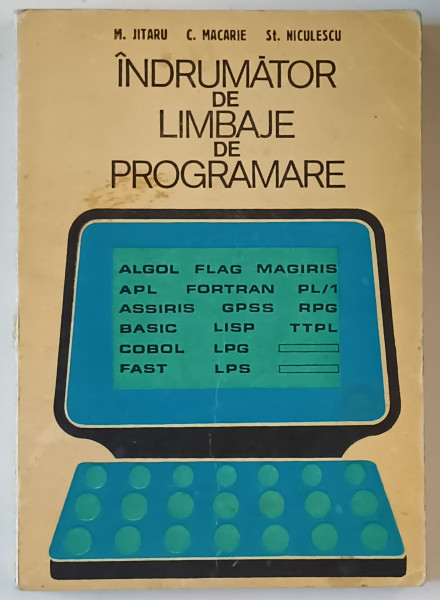 M. JITARU C. MACARIE St. NICULESCU
ÎNDRUMĂTOR
DE
LIMBAJE
DE
PROGRAMARE
ALGOL FLAG MAGIRIS
APL FORTRAN PL/1
ASSIRIS GPSS RPG
BASIC LISP TTPL
COBOL LPG
FAST LPS